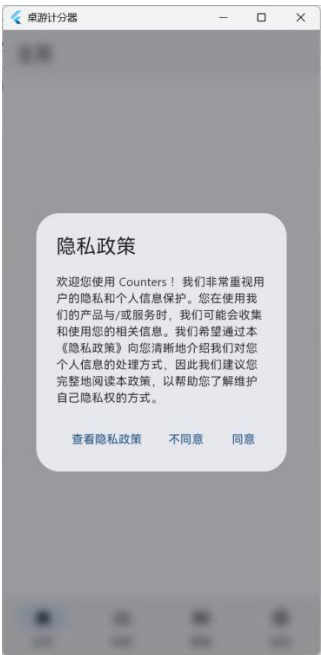 桌游计分器
隐私政策
欢迎您使用 Counters！我们非常重视用
户的隐私和个人信息保护。您在使用我
们的产品与/或服务时，我们可能会收集
和使用您的相关信息。我们希望通过本
《隐私政策》向您清晰地介绍我们对您
个人信息的处理方式，因此我们建议您
完整地阅读本政策，以帮助您了解维护
自己隐私权的方式。
查看隐私政策 不同意 同意